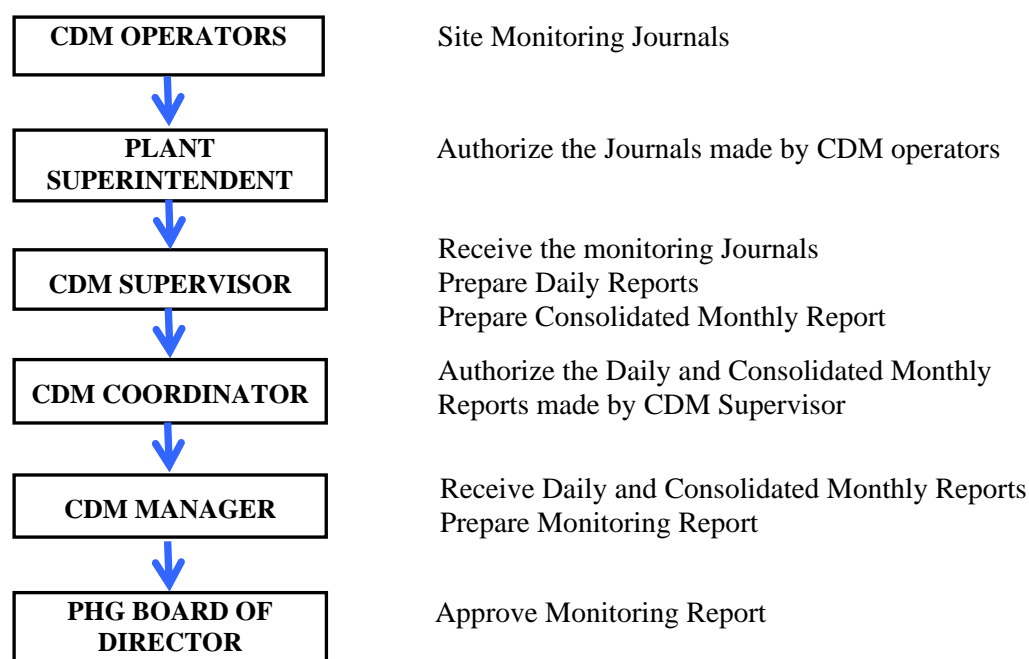 CDM OPERATORS
Site Monitoring Journals
PLANT
SUPERINTENDENT
Authorize the Journals made by CDM operators
CDM SUPERVISOR
Receive the monitoring Journals
Prepare Daily Reports
Prepare Consolidated Monthly Report
CDM COORDINATOR
Authorize the Daily and Consolidated Monthly
Reports made by CDM Supervisor
CDM MANAGER
Receive Daily and Consolidated Monthly Reports
Prepare Monitoring Report
PHG BOARD OF
DIRECTOR
Approve Monitoring Report